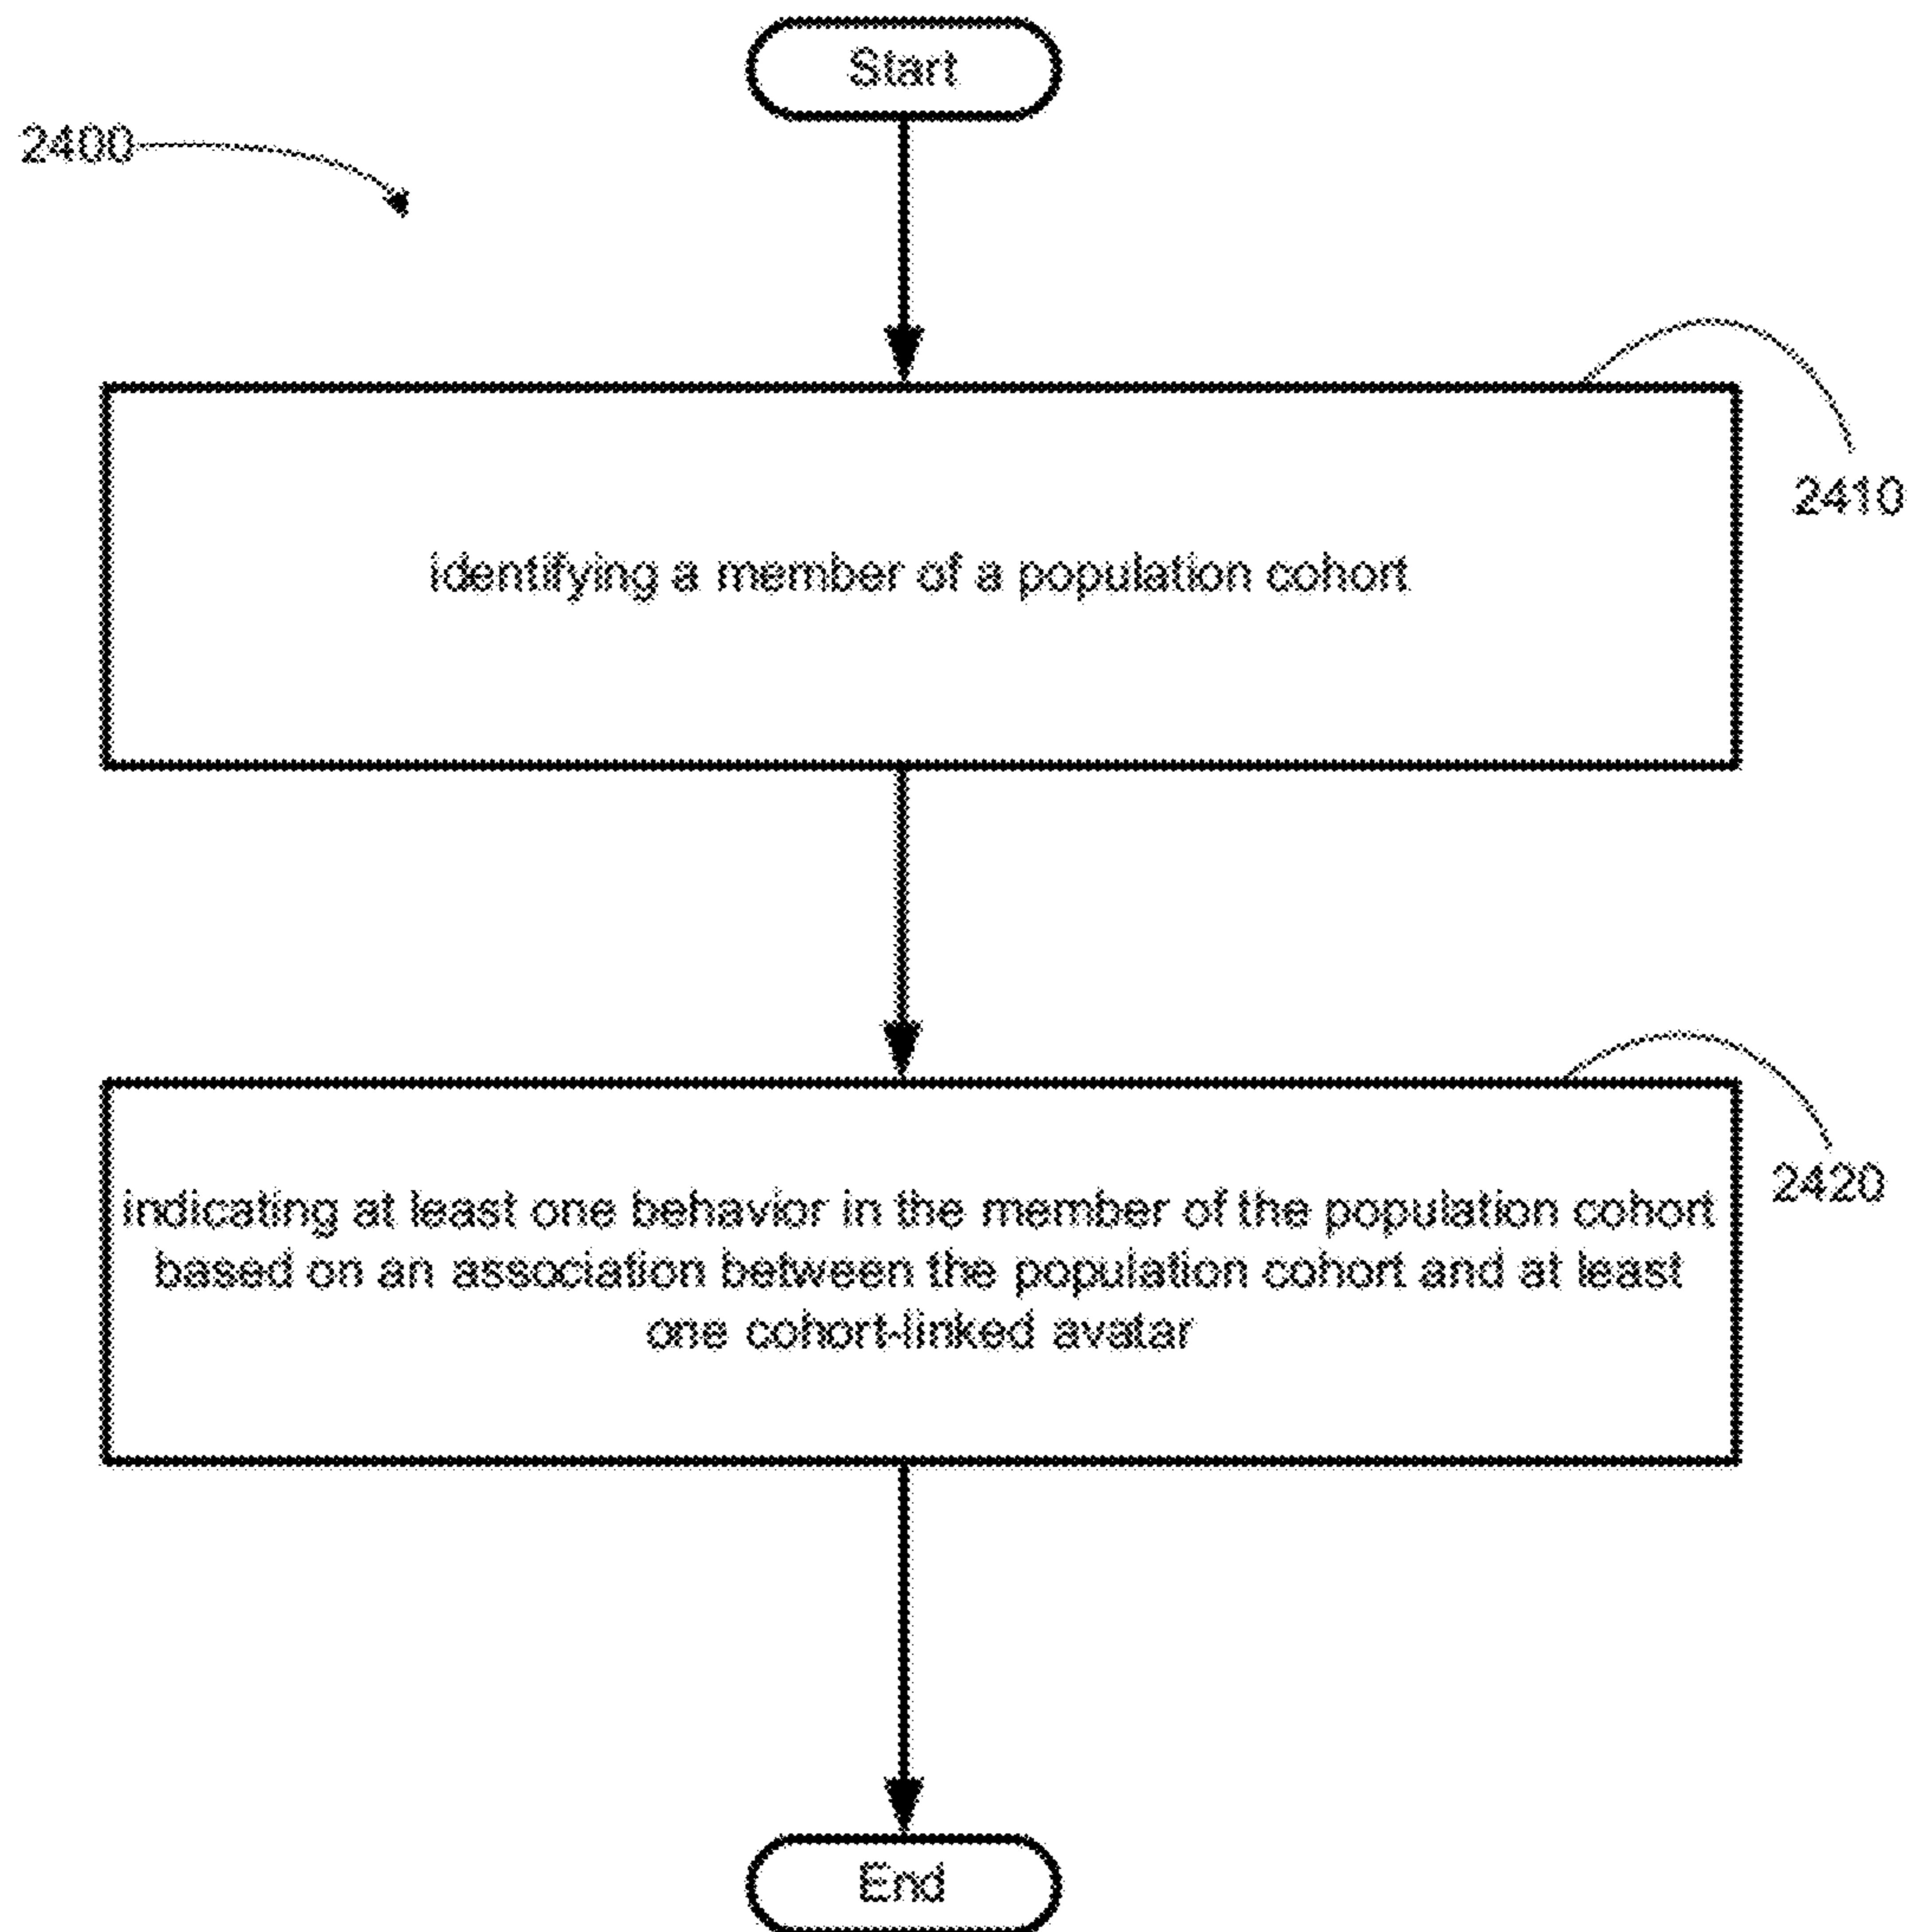 Start
2400
2410
identifying a member of a population cohort
2420
indicating at least one behavior in the member of the population cohort
based on an association between the population cohort and at least
one cohort-linked avatar
End